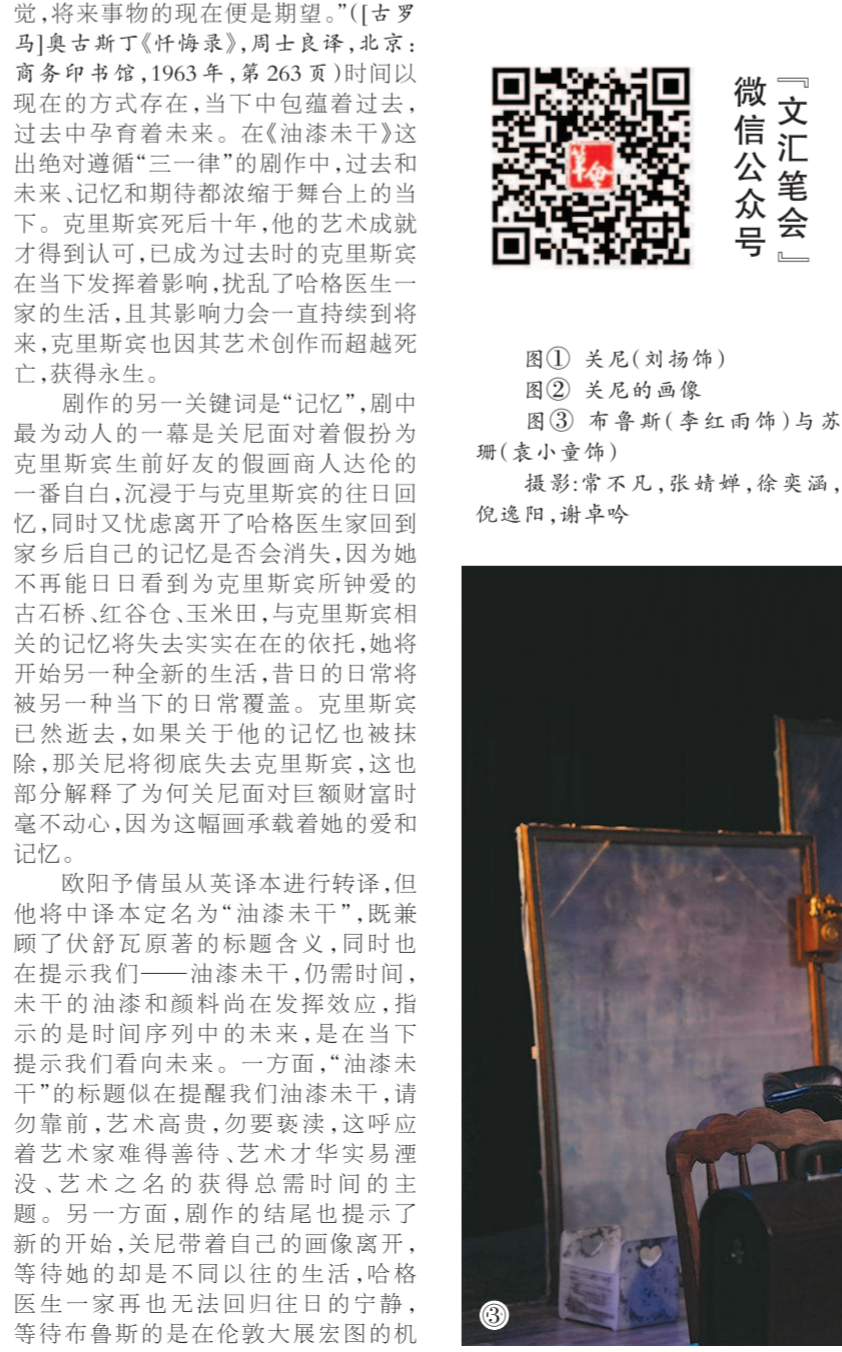 觉,将来事物的现在便是期望。”([古罗
马]奥古斯丁《忏悔录》,周士良译,北京:
商务印书馆,1963年,第263页)时间以
现在的方式存在,当下中包蕴着过去,
过去中孕育着未来。在《油漆未干》这
出绝对遵循“三一律”的剧作中,过去和
未来、记忆和期待都浓缩于舞台上的当
下。克里斯宾死后十年,他的艺术成就
才得到认可,已成为过去时的克里斯宾
在当下发挥着影响,扰乱了哈格医生一
家的生活,且其影响力会一直持续到将
来,克里斯宾也因其艺术创作而超越死
亡,获得永生。
剧作的另一关键词是“记忆”,剧中
最为动人的一幕是关尼面对着假扮为
克里斯宾生前好友的假画商人达伦的
一番自白,沉浸于与克里斯宾的往日回
忆,同时又忧虑离开了哈格医生家回到
家乡后自己的记忆是否会消失,因为她
不再能日日看到为克里斯宾所钟爱的
古石桥、红谷仓、玉米田,与克里斯宾相
关的记忆将失去实实在在的依托,她将
开始另一种全新的生活,昔日的日常将
被另一种当下的日常覆盖。克里斯宾
已然逝去,如果关于他的记忆也被抹
除,那关尼将彻底失去克里斯宾,这也
部分解释了为何关尼面对巨额财富时
毫不动心,因为这幅画承载着她的爱和
记忆。
欧阳予倩虽从英译本进行转译,但
他将中译本定名为“油漆未干”,既兼
顾了伏舒瓦原著的标题含义,同时也
在提示我们——油漆未干,仍需时间,
未干的油漆和颜料尚在发挥效应,指
示的是时间序列中的未来,是在当下
提示我们看向未来。一方面,“油漆未
干”的标题似在提醒我们油漆未干,请
勿靠前,艺术高贵,勿要亵渎,这呼应
着艺术家难得善待、艺术才华实易湮
没、艺术之名的获得总需时间的主
题。另一方面,剧作的结尾也提示了
新的开始,关尼带着自己的画像离开,
等待她的却是不同以往的生活,哈格
医生一家再也无法回归往日的宁静,
等待布鲁斯的是在伦敦大展宏图的机
『文汇笔会』
微信公众号
笔会
图① 关尼(刘扬饰)
图② 关尼的画像
图③ 布鲁斯(李红雨饰)与苏
珊(袁小童饰)
摄影:常不凡,张婧婵,徐奕涵,
倪逸阳,谢卓吟
③